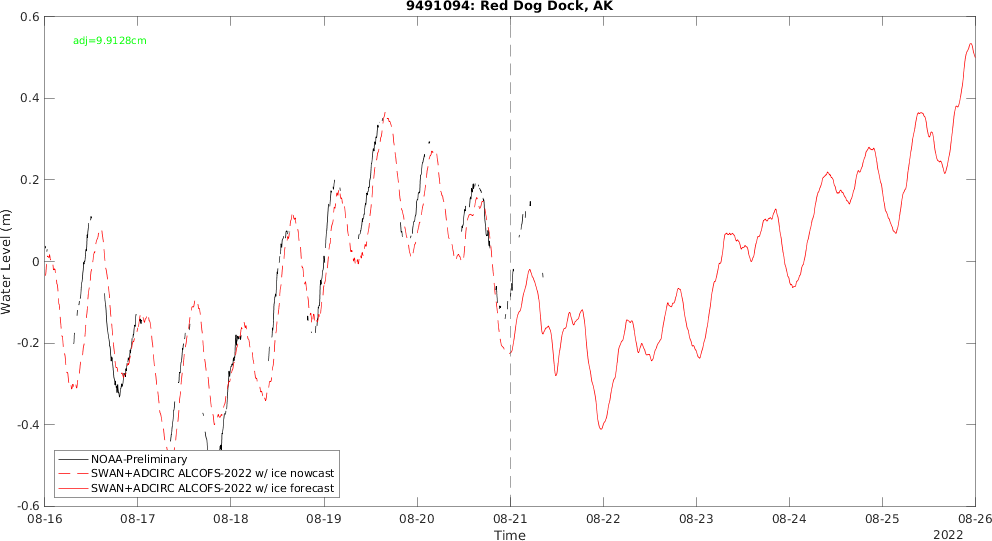 9491094: Red Dog Dock, AK
adj=9.9128cm
Water Level (m)
0.6
0.4
0.2
0
-0.2
-0.4
-0.6
NOAA-Preliminary
SWAN+ADCIRC ALCOFS-2022 w/ ice nowcast
SWAN+ADCIRC ALCOFS-2022 w/ ice forecast
08-16 08-17 08-18 08-19 08-20 08-21 08-22 08-23 08-24 08-25 08-26
Time
2022